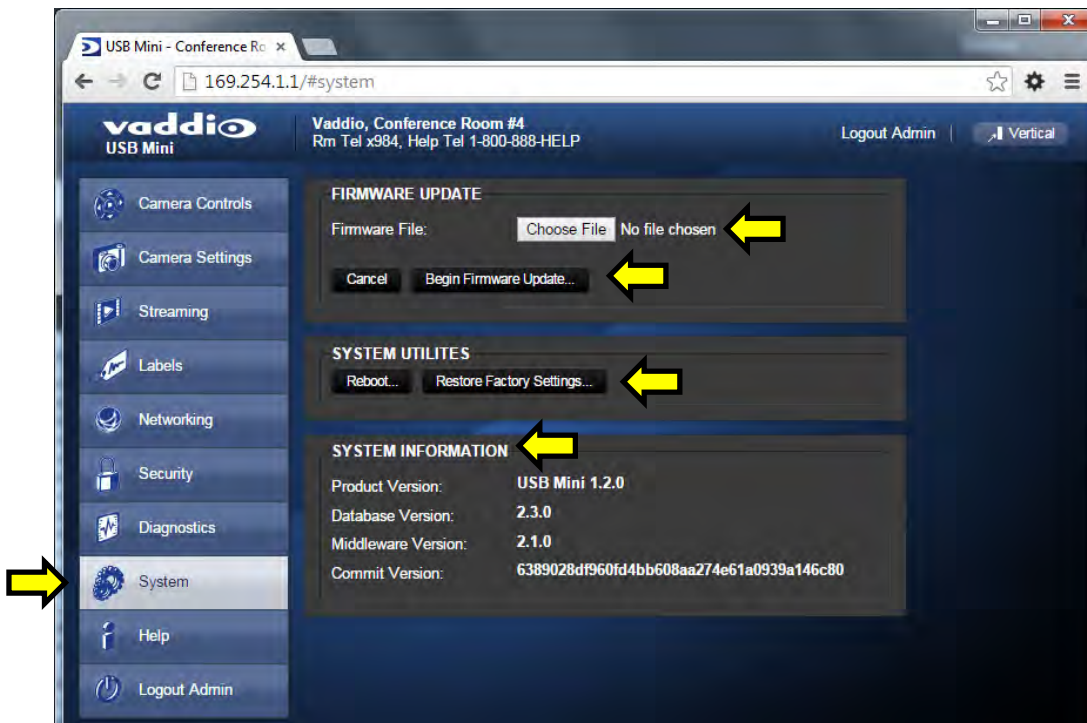 USB Mini - Conference Ro
169.254.1.1/#system
vaddio
USB Mini
Vaddio, Conference Room #4
Rm Tel x984, Help Tel 1-800-888-HELP
Logout Admin
Vertical
Camera Controls
Camera Settings
Streaming
Labels
Networking
Security
Diagnostics
System
Help
Logout Admin
FIRMWARE UPDATE
Firmware File: Choose File No file chosen
Cancel Begin Firmware Update...
SYSTEM UTILITES
Reboot... Restore Factory Settings...
SYSTEM INFORMATION
Product Version: USB Mini 1.2.0
Database Version: 2.3.0
Middleware Version: 2.1.0
Commit Version: 6389028df960fd4bb608aa274e61a0939a146c80